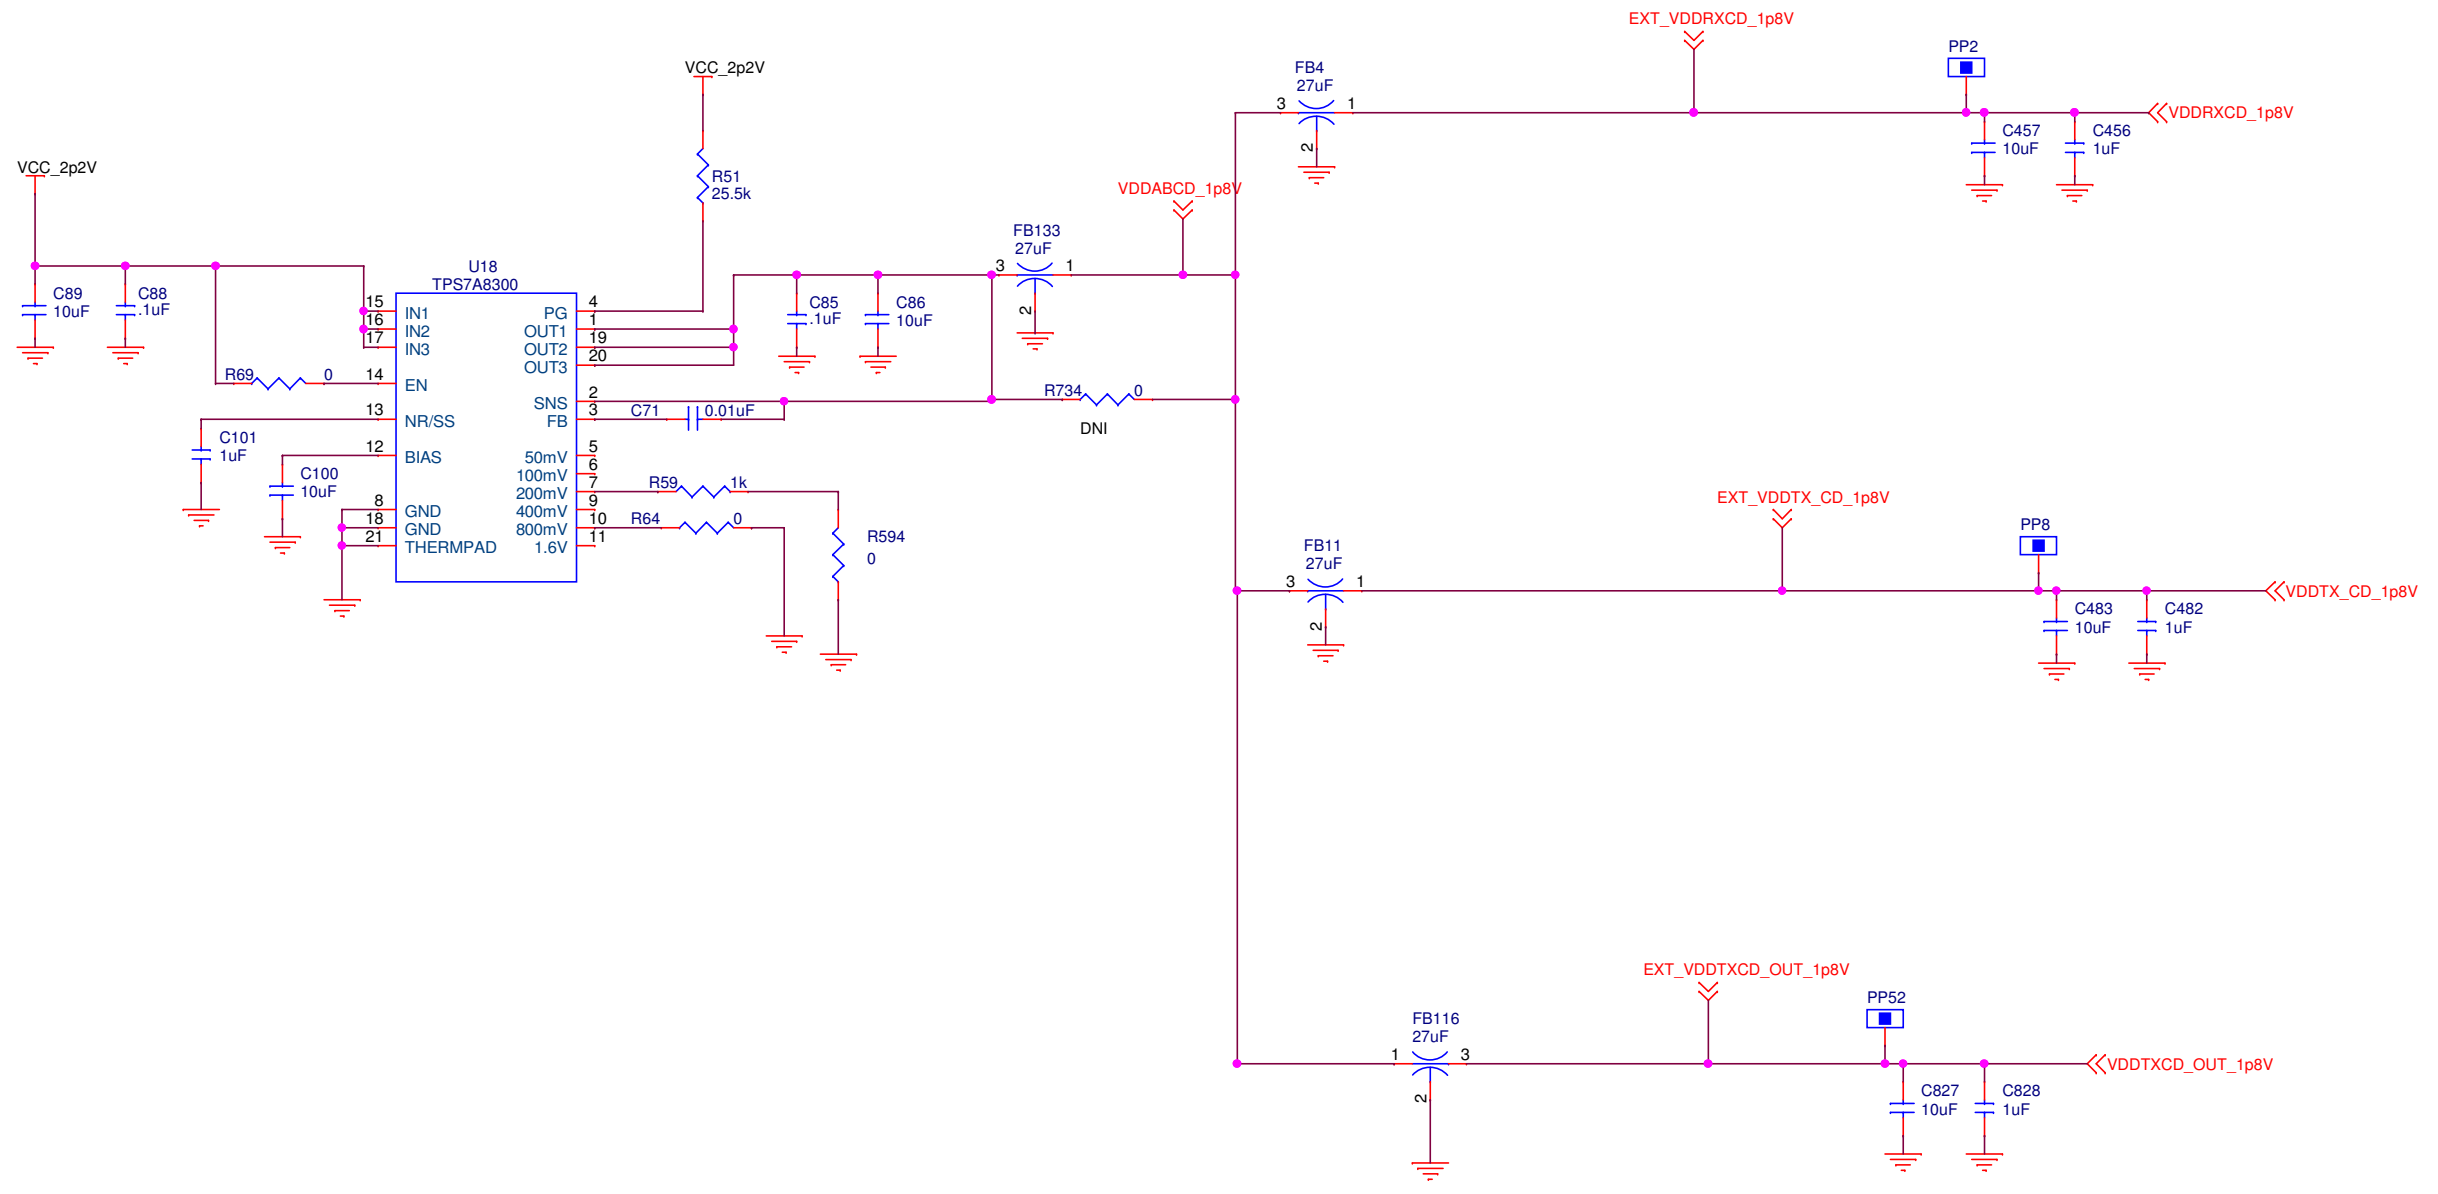 EXT_VDDRXCD_1p8V
PP2
VCC_2p2V
FB4
27uF
3
1
2
VDDRXCD_1p8V
C457
10uF
C456
1uF
VCC_2p2V
R51
25.5k
VDDABCD_1p8V
FB133
27uF
3
1
2
C89
10uF
C88
.1uF
U18
TPS7A8300
C85
.1uF
C86
10uF
15
IN1
16
IN2
17
IN3
R69
0
14
EN
13
NR/SS
12
BIAS
8
GND
18
GND
21
THERMPAD
C101
1uF
C100
10uF
PG
4
OUT1
1
OUT2
19
OUT3
20
SNS
2
FB
3
50mV
5
100mV
6
200mV
7
400mV
9
800mV
10
1.6V
11
C71
0.01uF
R734
0
DNI
R59
1k
R64
0
R594
0
EXT_VDDTX_CD_1p8V
PP8
FB11
27uF
3
1
2
VDDTX_CD_1p8V
C483
10uF
C482
1uF
EXT_VDDTXCD_OUT_1p8V
PP52
FB116
27uF
1
3
2
VDDTXCD_OUT_1p8V
C827
10uF
C828
1uF